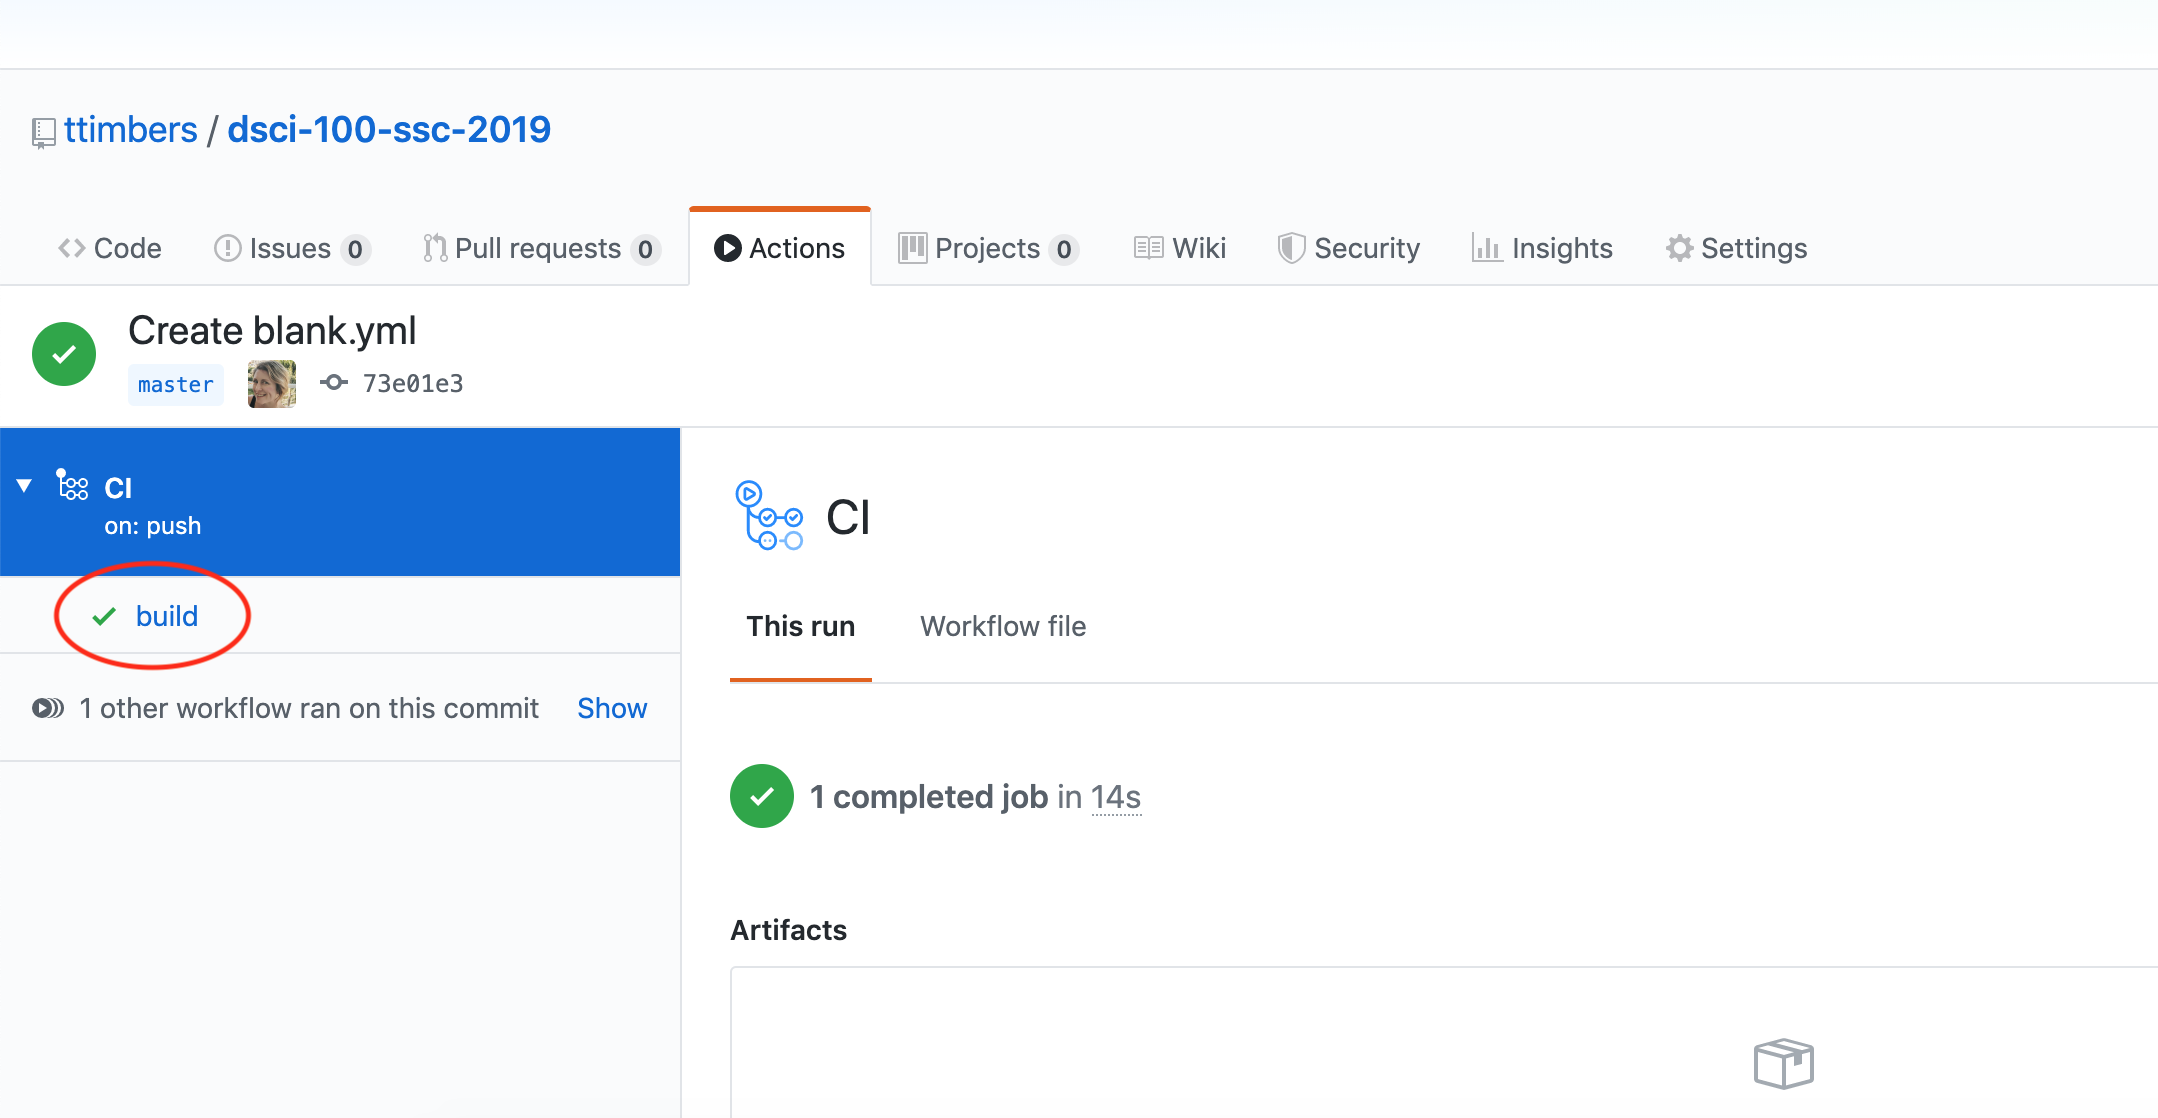 ttimbers / dsci-100-ssc-2019
Code Issues 0 Pull requests 0 Actions Projects 0 Wiki Security Insights Settings
Create blank.yml
master 73e01e3
CI
on: push
build
1 other workflow ran on this commit Show
CI
This run Workflow file
1 completed job in 14s
Artifacts